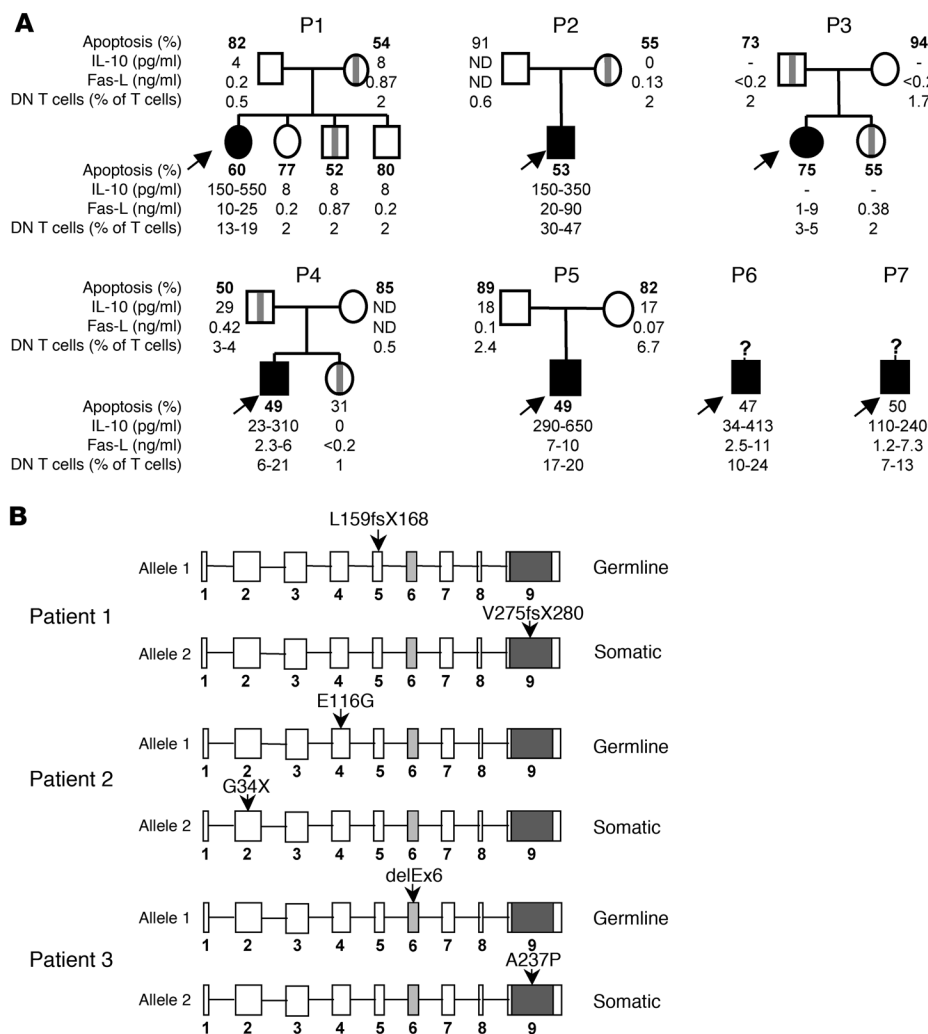 A
P1
P2
P3
Apoptosis (%) 82 54 91 55 73 94
IL-10 (pg/ml) 4 8 ND 0 - -
Fas-L (ng/ml) 0.2 0.87 ND 0.13 <0.2 <0.2
DN T cells (% of T cells) 0.5 2 0.6 2 2 1.7
Apoptosis (%) 60 77 52 80 53 75 55
IL-10 (pg/ml) 150-550 8 8 8 150-350 - -
Fas-L (ng/ml) 10-25 0.2 0.87 0.2 20-90 1-9 0.38
DN T cells (% of T cells) 13-19 2 2 2 30-47 3-5 2
P4
P5
P6
P7
Apoptosis (%) 50 85 89 82
IL-10 (pg/ml) 29 ND 18 17
Fas-L (ng/ml) 0.42 ND 0.1 0.07
DN T cells (% of T cells) 3-4 0.5 2.4 6.7
? ?
Apoptosis (%) 49 31 49 47 50
IL-10 (pg/ml) 23-310 0 290-650 34-413 110-240
Fas-L (ng/ml) 2.3-6 <0.2 7-10 2.5-11 1.2-7.3
DN T cells (% of T cells) 6-21 1 17-20 10-24 7-13
B
L159fsX168
Allele 1 Germline
1 2 3 4 5 6 7 8 9
Patient 1
V275fsX280
Allele 2 Somatic
1 2 3 4 5 6 7 8 9
E116G
Allele 1 Germline
1 2 3 4 5 6 7 8 9
Patient 2
G34X
Allele 2 Somatic
1 2 3 4 5 6 7 8 9
delEx6
Allele 1 Germline
1 2 3 4 5 6 7 8 9
Patient 3
A237P
Allele 2 Somatic
1 2 3 4 5 6 7 8 9